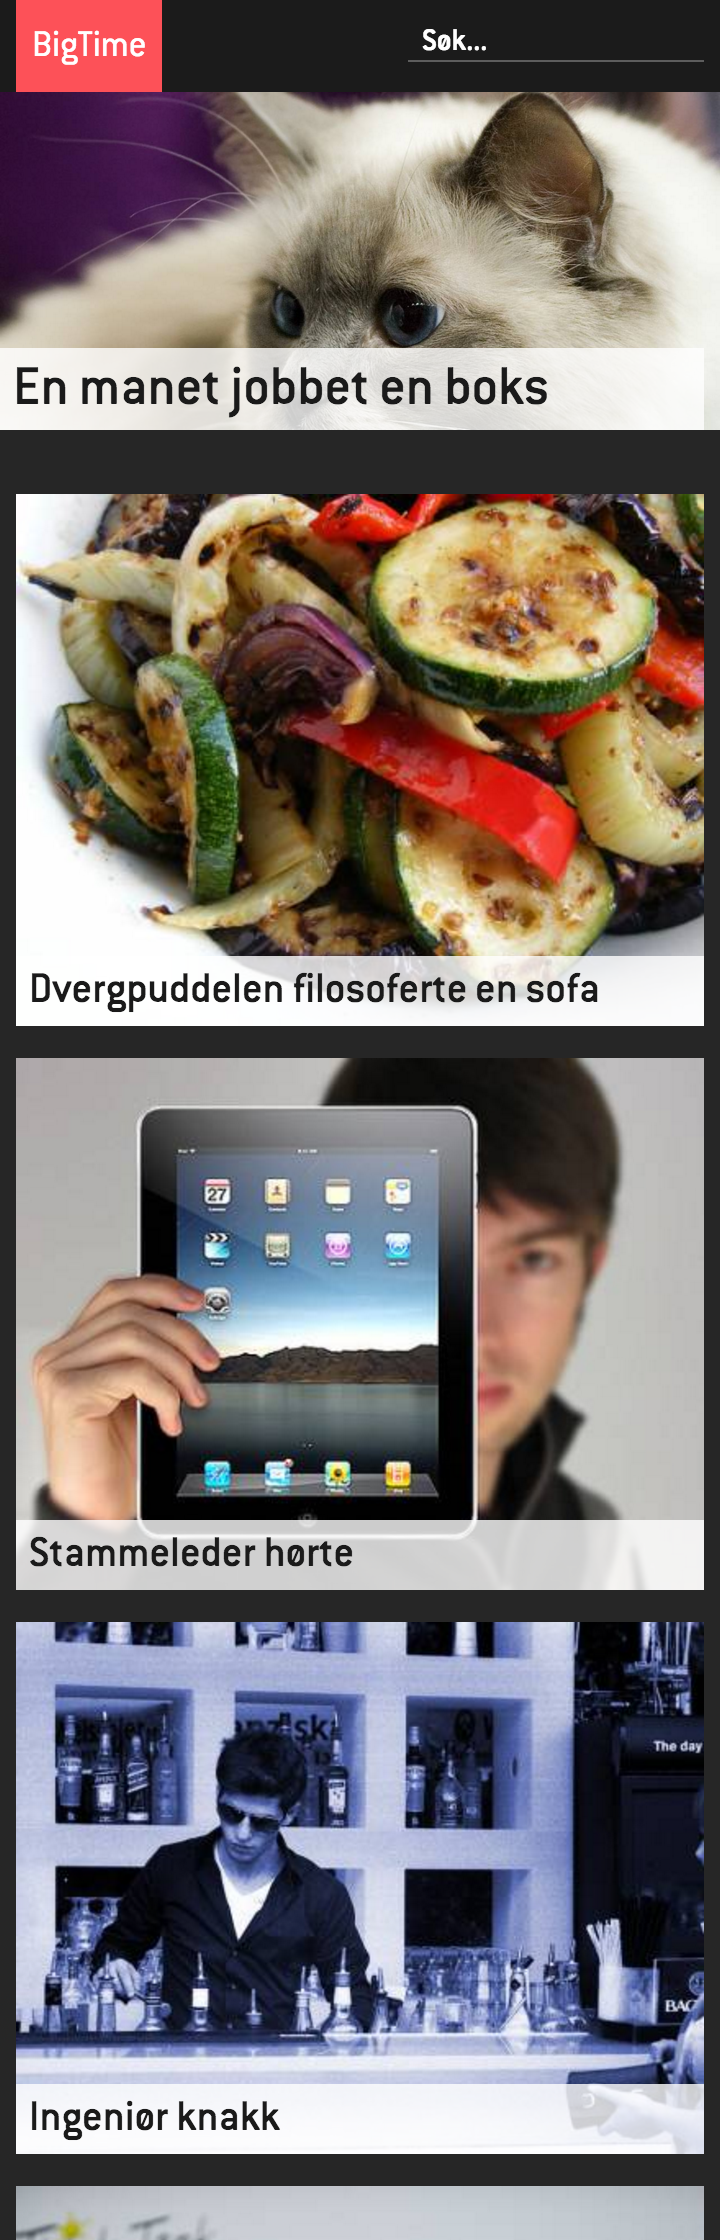 BigTime
Søk...
En manet jobbet en boks
Dvergpuddelen filosoferte en sofa
27
Stammeleder hørte
The day
Ingeniør knakk